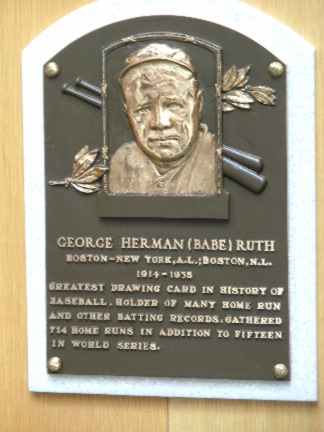 GEORGE HERMAN (BABE) RUTH
BOSTON-NEW YORK, A.L.; BOSTON, N.L.
1914-1935
GREATEST DRAWING CARD IN HISTORY OF
BASEBALL. HOLDER OF MANY HOME RUN
AND OTHER BATTING RECORDS. GATHERED
714 HOME RUNS IN ADDITION TO FIFTEEN
IN WORLD SERIES.